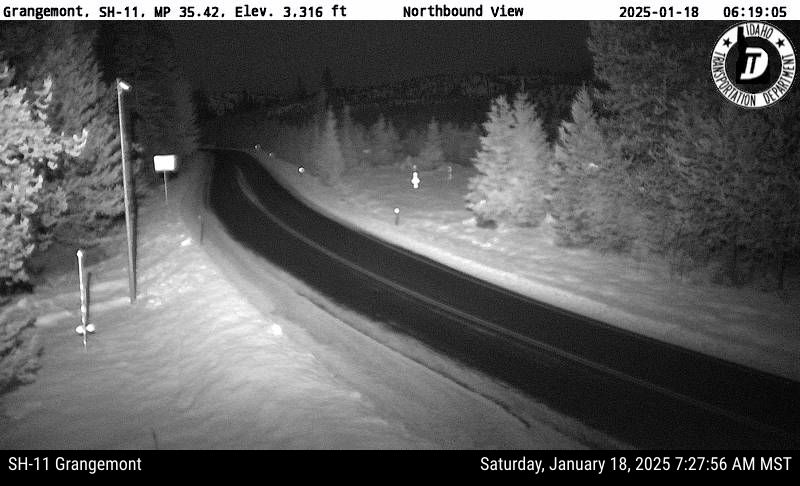 Grangemont, SH-11, MP 35.42, Elev. 3,316 ft Northbound View 2025-01-18 06:19:05
IDAHO
TRANSPORTATION DEPARTMENT
SH-11 Grangemont Saturday, January 18, 2025 7:27:56 AM MST